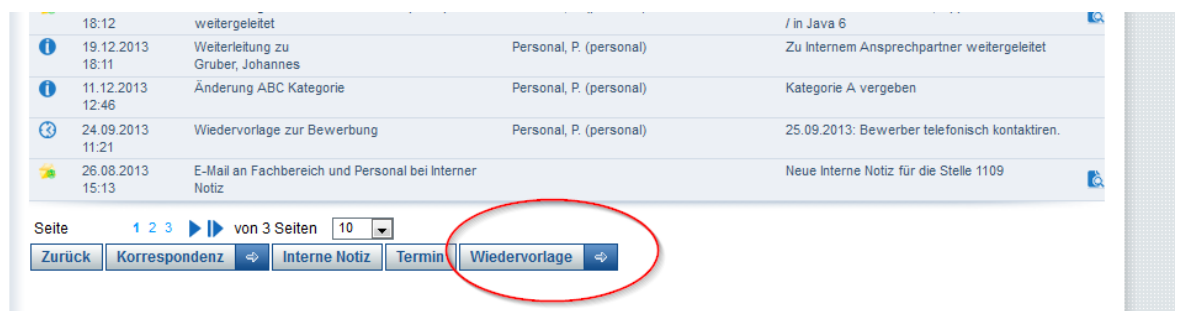 18:12 weitergeleitet / in Java 6
19.12.2013 Weiterleitung zu Personal, P. (personal) Zu Internem Ansprechpartner weitergeleitet
18:11 Gruber, Johannes
11.12.2013 Änderung ABC Kategorie Personal, P. (personal) Kategorie A vergeben
12:46
24.09.2013 Wiedervorlage zur Bewerbung Personal, P. (personal) 25.09.2013: Bewerber telefonisch kontaktiren.
11:21
26.08.2013 E-Mail an Fachbereich und Personal bei Interner Neue Interne Notiz für die Stelle 1109
15:13 Notiz
Seite 1 2 3 von 3 Seiten 10
Zurück Korrespondenz Interne Notiz Termin Wiedervorlage